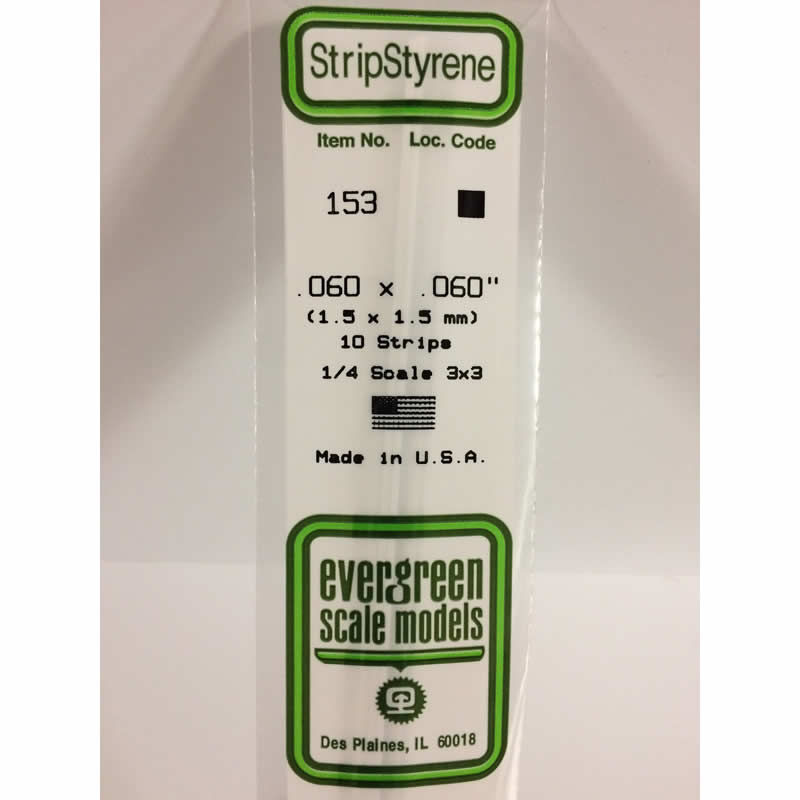 StripStyrene
Item No. Loc. Code
153
.060 x .060"
(1.5 x 1.5 mm)
10 Strips
1/4 Scale 3x3
Made in U.S.A.
evergreen
scale models
Des Plaines, IL 60018